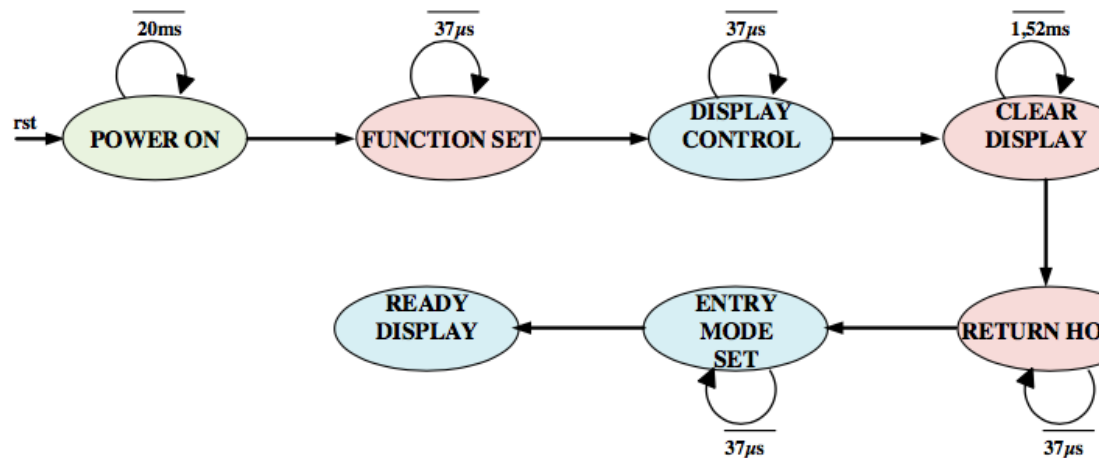 20ms
37µs
37µs
1,52ms
rst
POWER ON
FUNCTION SET
DISPLAY
CONTROL
CLEAR
DISPLAY
READY
DISPLAY
ENTRY
MODE
SET
RETURN HO
37µs
37µs